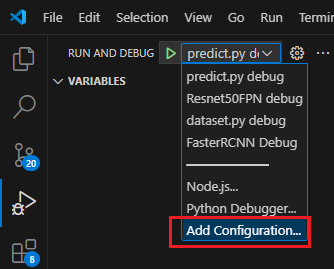 File Edit Selection View Go Run Termin
RUN AND DEBUG predict.py de
VARIABLES
predict.py debug
Resnet50FPN debug
dataset.py debug
FasterRCNN Debug
Node.js...
Python Debugger...
Add Configuration...
20
8